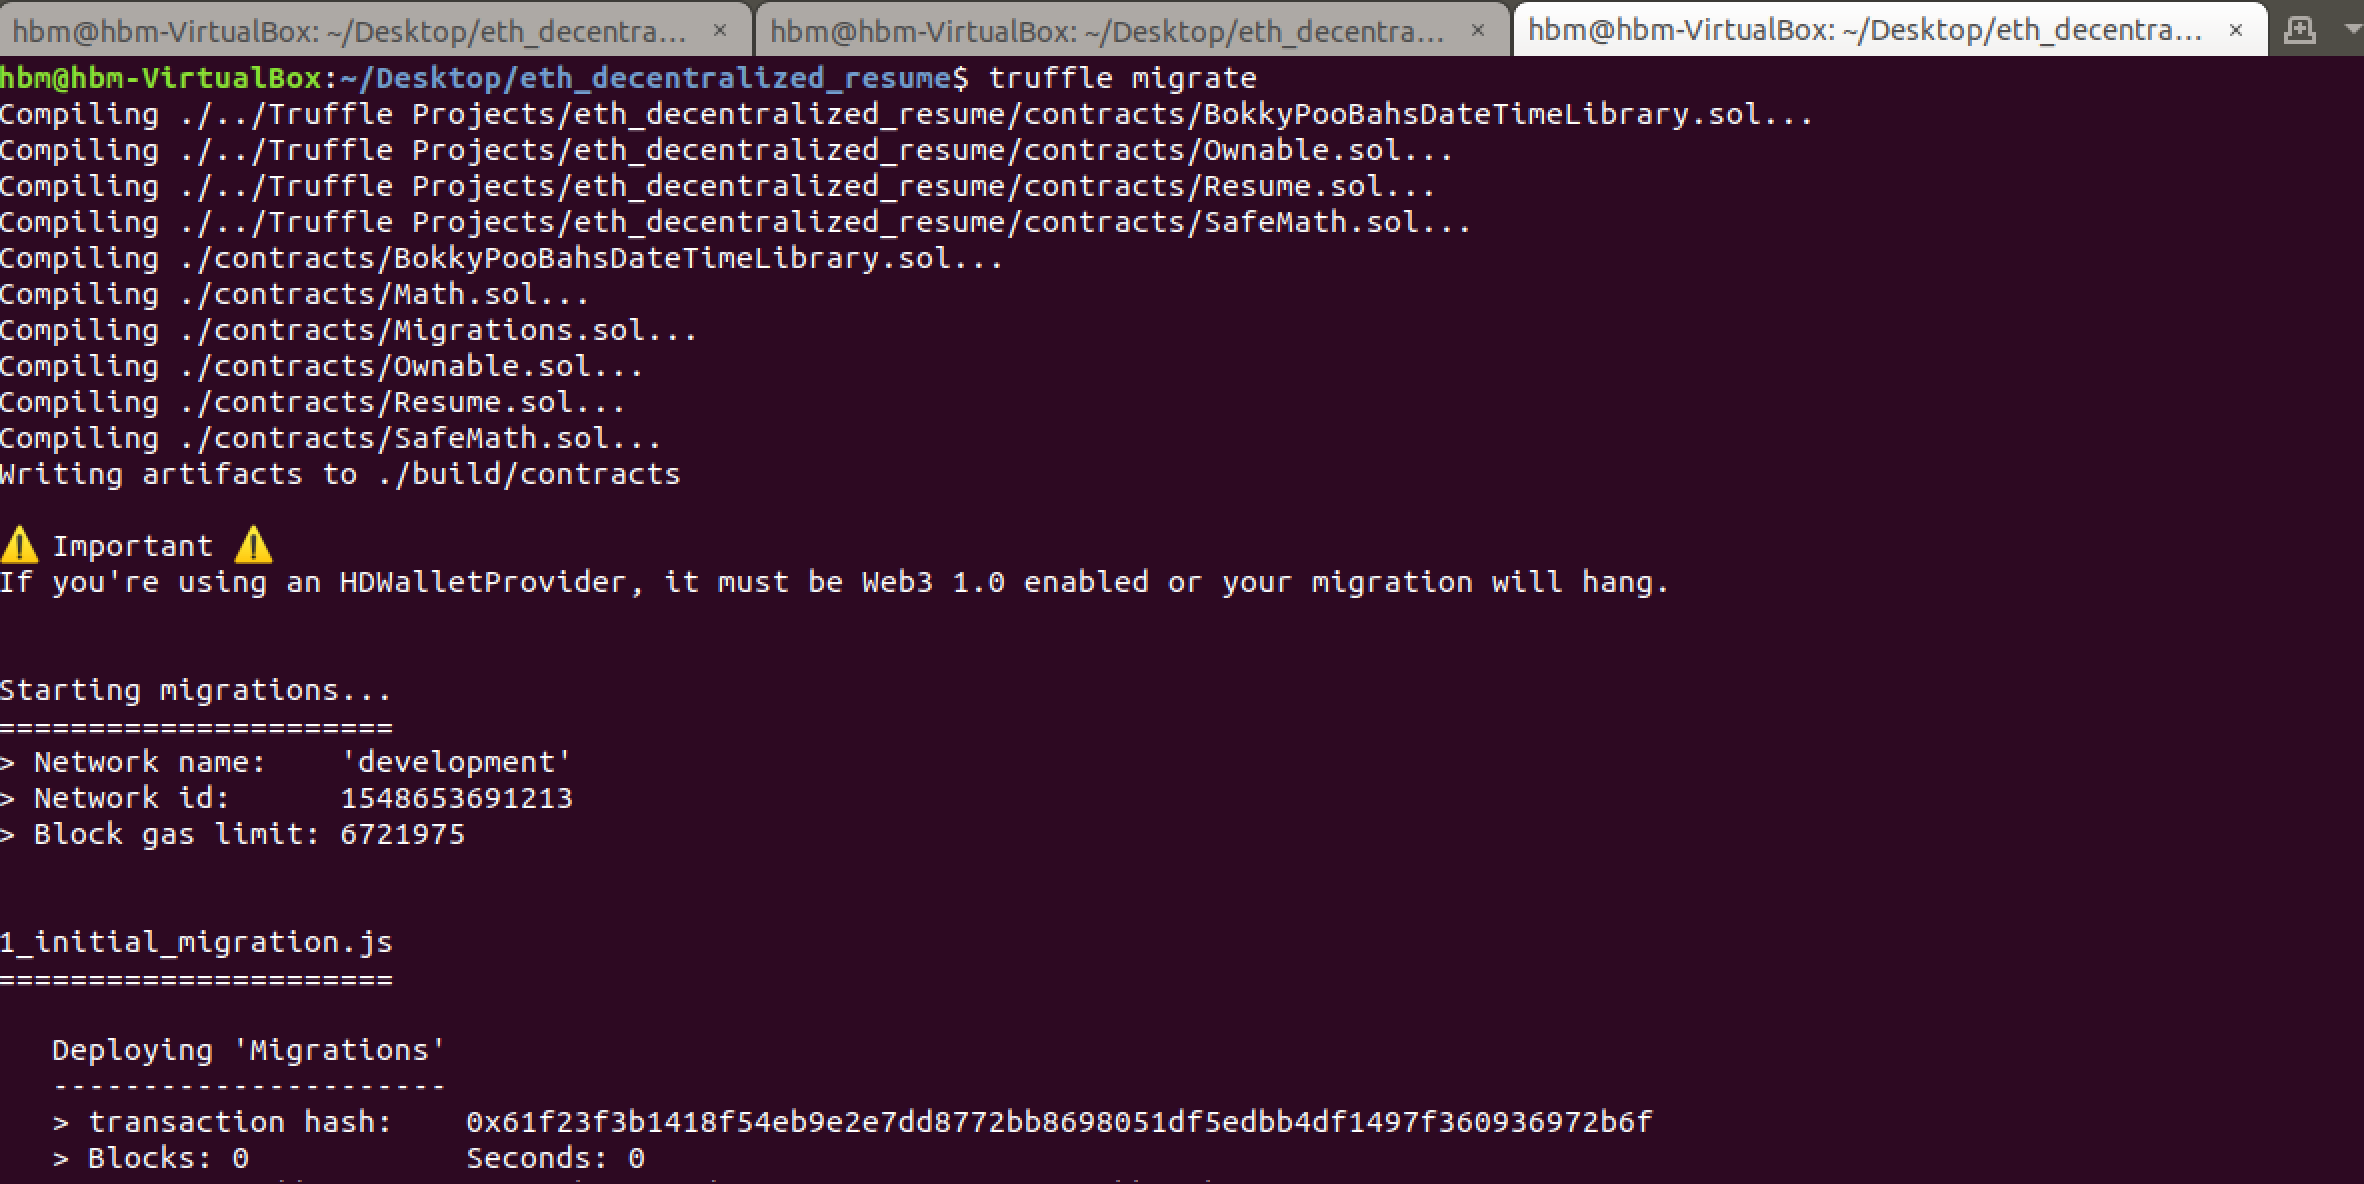 hbm@hbm-VirtualBox: ~/Desktop/eth_decentra... × hbm@hbm-VirtualBox: ~/Desktop/eth_decentra... × hbm@hbm-VirtualBox: ~/Desktop/eth_decentra... ×
hbm@hbm-VirtualBox:~/Desktop/eth_decentralized_resume$ truffle migrate
Compiling ./../Truffle Projects/eth_decentralized_resume/contracts/BokkyPooBahsDateTimeLibrary.sol...
Compiling ./../Truffle Projects/eth_decentralized_resume/contracts/Ownable.sol...
Compiling ./../Truffle Projects/eth_decentralized_resume/contracts/Resume.sol...
Compiling ./../Truffle Projects/eth_decentralized_resume/contracts/SafeMath.sol...
Compiling ./contracts/BokkyPooBahsDateTimeLibrary.sol...
Compiling ./contracts/Math.sol...
Compiling ./contracts/Migrations.sol...
Compiling ./contracts/Ownable.sol...
Compiling ./contracts/Resume.sol...
Compiling ./contracts/SafeMath.sol...
Writing artifacts to ./build/contracts
⚠️ Important ⚠️
If you're using an HDWalletProvider, it must be Web3 1.0 enabled or your migration will hang.
Starting migrations...
======================
> Network name:    'development'
> Network id:      1548653691213
> Block gas limit: 6721975
1_initial_migration.js
======================
Deploying 'Migrations'
----------------------
> transaction hash:    0x61f23f3b1418f54eb9e2e7dd8772bb8698051df5edbb4df1497f360936972b6f
> Blocks: 0            Seconds: 0